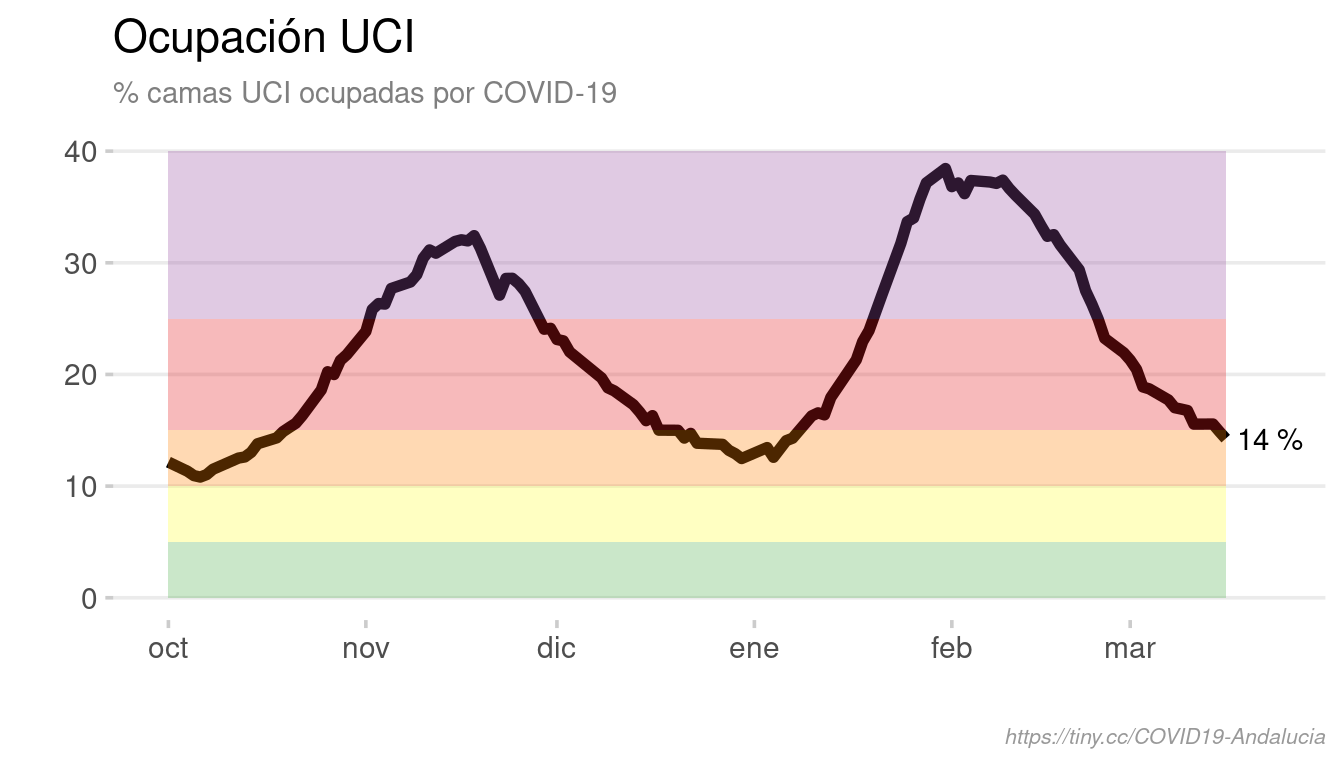 Ocupación UCI
% camas UCI ocupadas por COVID-19
40
30
20
10
0
14 %
oct nov dic ene feb mar
https://tiny.cc/COVID19-Andalucia